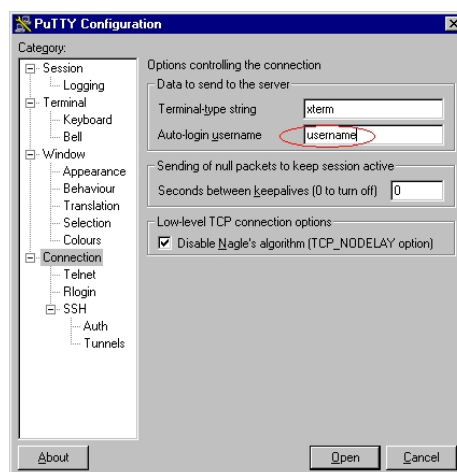 PuTTY Configuration
Category:
Session
Logging
Terminal
Keyboard
Bell
Window
Appearance
Behaviour
Translation
Selection
Colours
Connection
Telnet
Rlogin
SSH
Auth
Tunnels
Options controlling the connection
Data to send to the server
Terminal-type string xterm
Auto-login username username
Sending of null packets to keep session active
Seconds between keepalives (0 to turn off) 0
Low-level TCP connection options
Disable Nagle's algorithm (TCP_NODELAY option)
About Open Cancel